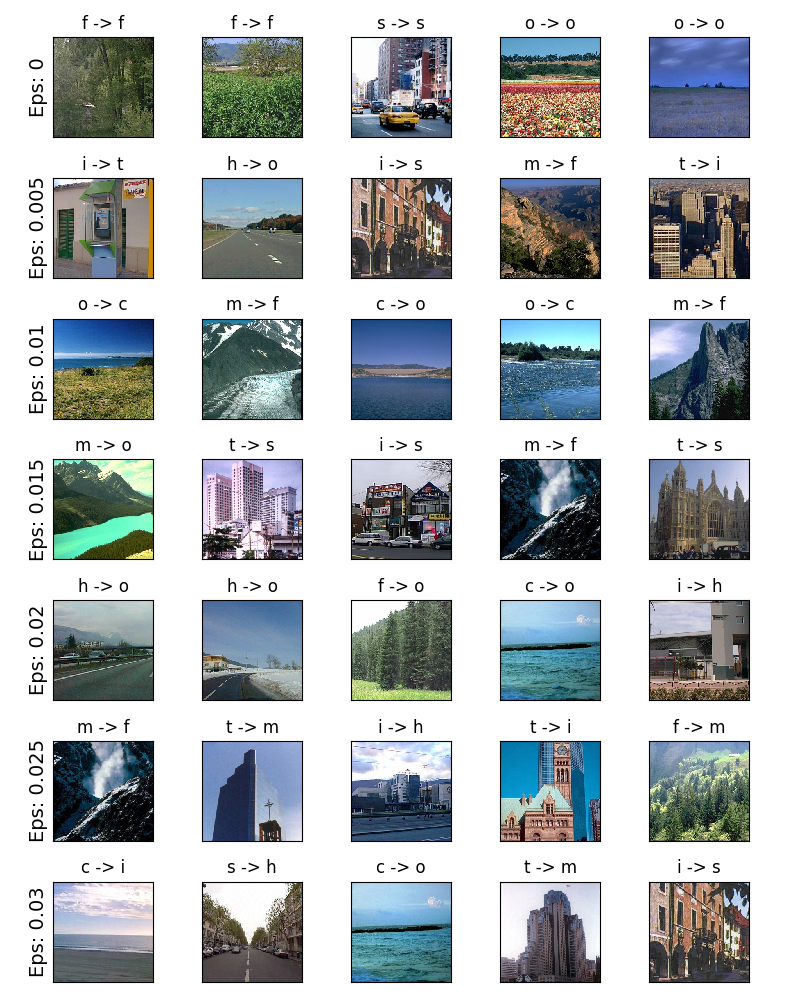 f -> f f -> f s -> s o -> o o -> o
Eps: 0
i -> t h -> o i -> s m -> f t -> i
Eps: 0.005
o -> c m -> f c -> o o -> c m -> f
Eps: 0.01
m -> o t -> s i -> s m -> f t -> s
Eps: 0.015
h -> o h -> o f -> o c -> o i -> h
Eps: 0.02
m -> f t -> m i -> h t -> i f -> m
Eps: 0.025
c -> i s -> h c -> o t -> m i -> s
Eps: 0.03